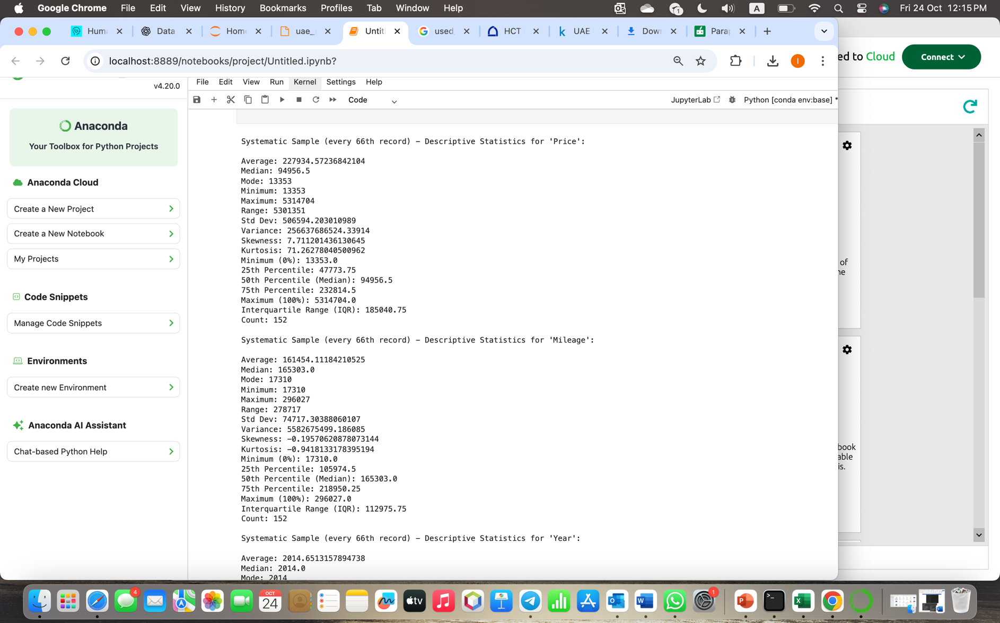 Google Chrome File Edit View History Bookmarks Profiles Tab Window Help
1
A
Fri 24 Oct 12:15 PM
Hum Data Hom uae_ Untit used_ HCT UAE Down Parap
localhost:8889/notebooks/project/Untitled.ipynb?
I
ed to Cloud
Connect
v4.20.0
File Edit View Run Kernel Settings Help
Code
JupyterLab
Python [conda env:base] *
Anaconda
Your Toolbox for Python Projects
Anaconda Cloud
Create a New Project
Create a New Notebook
My Projects
Code Snippets
Manage Code Snippets
Environments
Create new Environment
Anaconda AI Assistant
Chat-based Python Help
Systematic Sample (every 66th record) – Descriptive Statistics for 'Price':
Average: 227934.57236842104
Median: 94956.5
Mode: 13353
Minimum: 13353
Maximum: 5314704
Range: 5301351
Std Dev: 506594.203010989
Variance: 256637686524.33914
Skewness: 7.711201436130645
Kurtosis: 71.26278040500962
Minimum (0%): 13353.0
25th Percentile: 47773.75
50th Percentile (Median): 94956.5
75th Percentile: 232814.5
Maximum (100%): 5314704.0
Interquartile Range (IQR): 185040.75
Count: 152
Systematic Sample (every 66th record) – Descriptive Statistics for 'Mileage':
Average: 161454.11184210525
Median: 165303.0
Mode: 17310
Minimum: 17310
Maximum: 296027
Range: 278717
Std Dev: 74717.30388060107
Variance: 5582675499.186085
Skewness: -0.19570620878073144
Kurtosis: -0.9418133178395194
Minimum (0%): 17310.0
25th Percentile: 105974.5
50th Percentile (Median): 165303.0
75th Percentile: 218950.25
Maximum (100%): 296027.0
Interquartile Range (IQR): 112975.75
Count: 152
Systematic Sample (every 66th record) – Descriptive Statistics for 'Year':
Average: 2014.6513157894738
Median: 2014.0
Mode: 2014
of
he
book
able
is.
4
OCT
24
tv
1